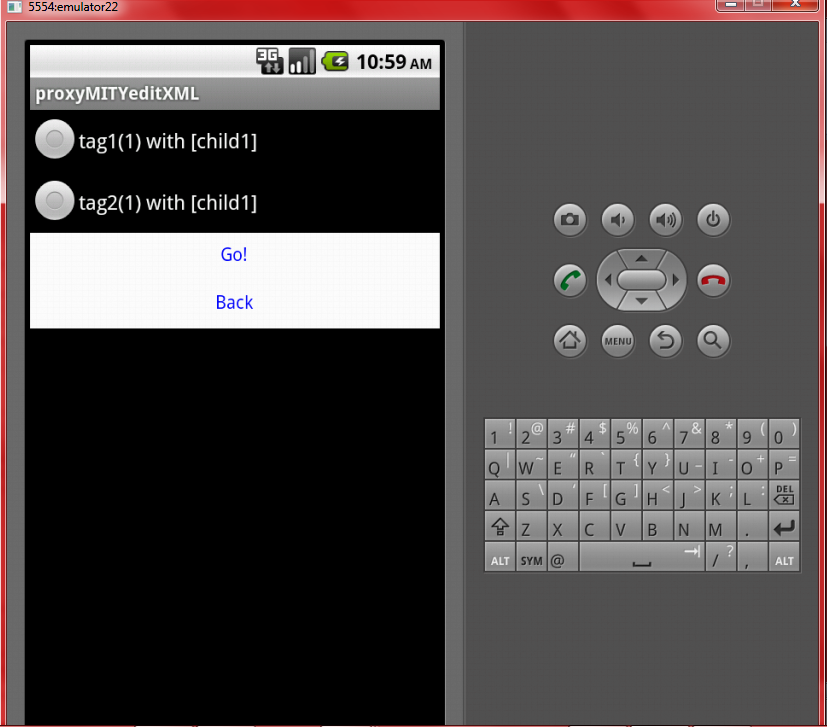 5554:emulator22
3G 10:59 AM
proxyMITYeditXML
tag1(1) with [child1]
tag2(1) with [child1]
Go!
Back
MENU
1 ! 2 @ 3 # 4 $ 5 % 6 ^ 7 & 8 * 9 ( 0 )
Q | W ~ E " R ` T { Y } U _ I - O + P =
A S \ D ' F [ G ] H < J > K ; L : DEL
Z X C V B N M .
ALT SYM @ / ? , ALT